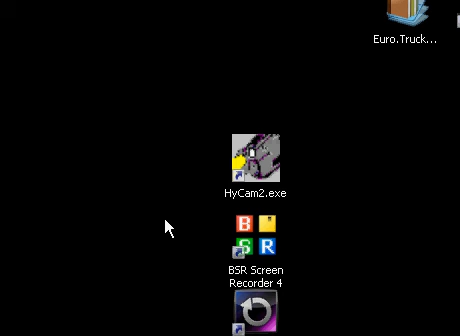 Euro.Truck...
HyCam2.exe
B
S R
BSR Screen
Recorder 4